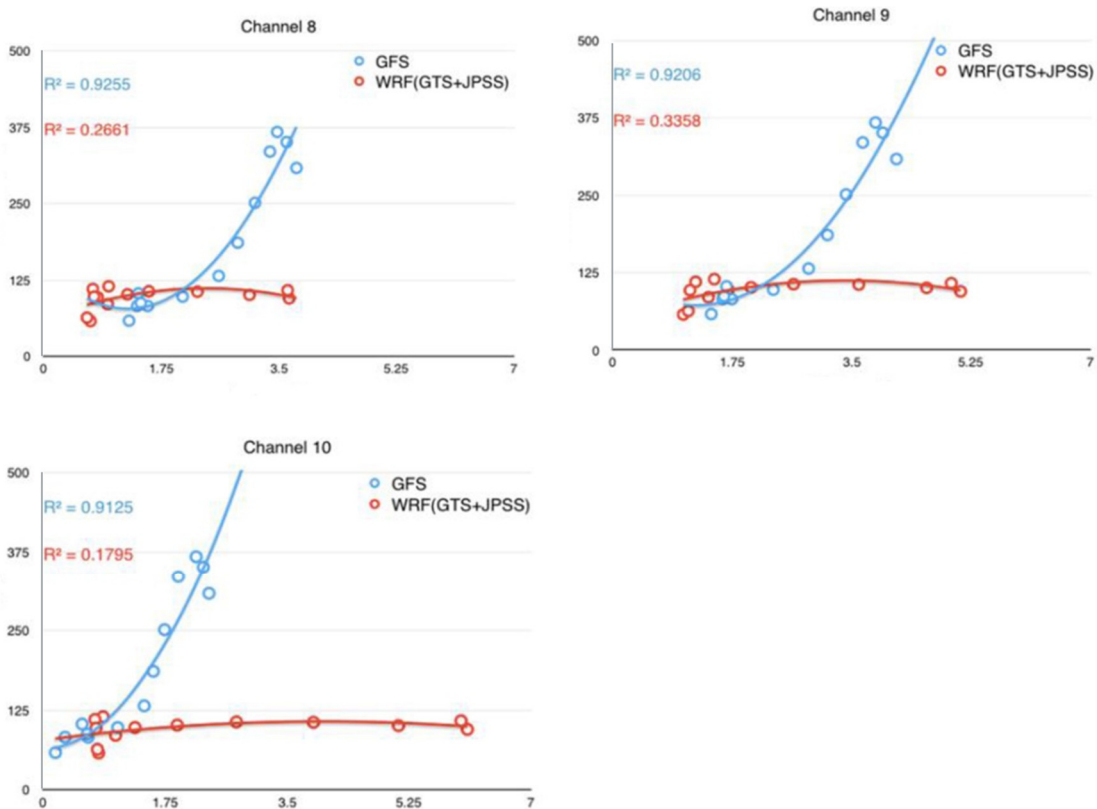 Channel 8
500
GFS
WRF(GTS+JPSS)
R² = 0.9255
375
R² = 0.2661
250
125
0
0 1.75 3.5 5.25 7
Channel 9
500
GFS
WRF(GTS+JPSS)
R² = 0.9206
375
R² = 0.3358
250
125
0
0 1.75 3.5 5.25 7
Channel 10
500
GFS
WRF(GTS+JPSS)
R² = 0.9125
375
R² = 0.1795
250
125
0
0 1.75 3.5 5.25 7